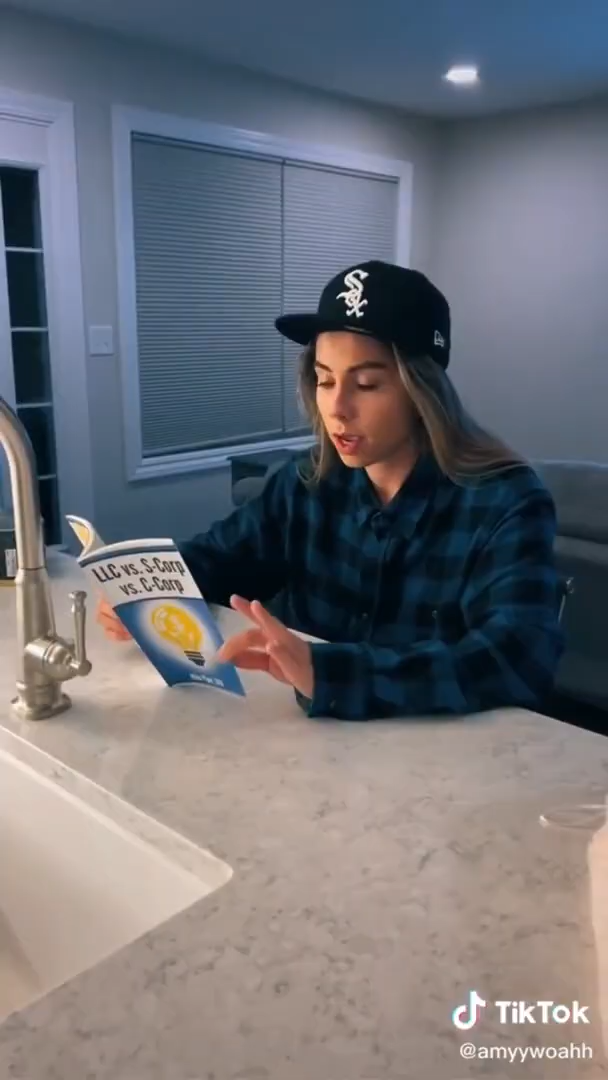 Sox
LLC vs. S-Corp
vs. C-Corp
TikTok
@amyywoahh